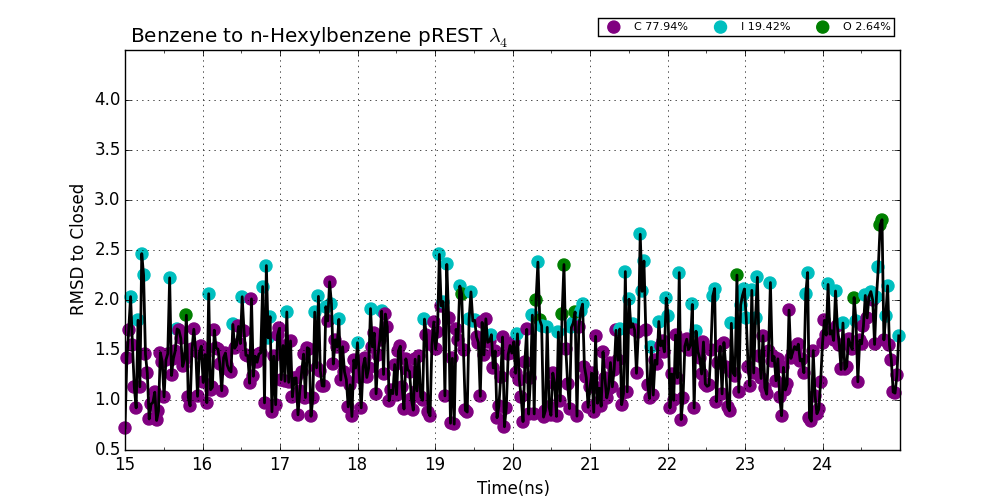 Benzene to n-Hexylbenzene pREST λ₄
C 77.94% I 19.42% O 2.64%
RMSD to Closed
4.0
3.5
3.0
2.5
2.0
1.5
1.0
0.5
15 16 17 18 19 20 21 22 23 24
Time(ns)